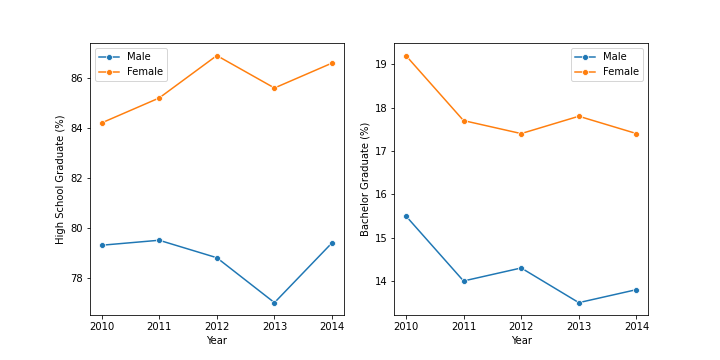 Male
Female
High School Graduate (%)
86
84
82
80
78
2010
2011
2012
2013
2014
Year
Male
Female
Bachelor Graduate (%)
19
18
17
16
15
14
2010
2011
2012
2013
2014
Year